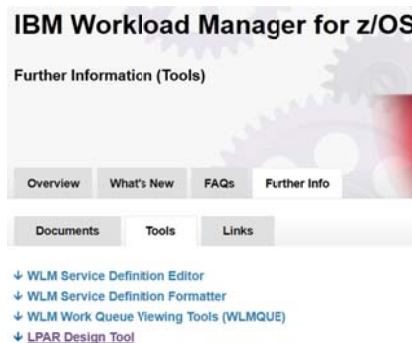 IBM Workload Manager for z/OS
Further Information (Tools)
Overview What's New FAQs Further Info
Documents Tools Links
↓ WLM Service Definition Editor
↓ WLM Service Definition Formatter
↓ WLM Work Queue Viewing Tools (WLMQUE)
↓ LPAR Design Tool